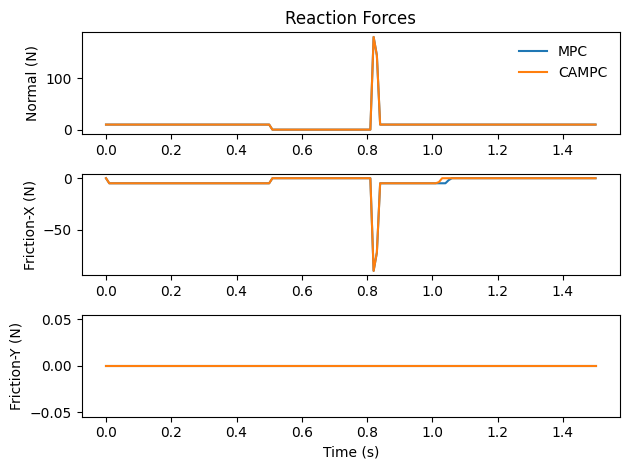 Reaction Forces
Normal (N)
100
0
MPC
CAMPC
0.0 0.2 0.4 0.6 0.8 1.0 1.2 1.4
Friction-X (N)
0
−50
0.0 0.2 0.4 0.6 0.8 1.0 1.2 1.4
Friction-Y (N)
0.05
0.00
−0.05
0.0 0.2 0.4 0.6 0.8 1.0 1.2 1.4
Time (s)